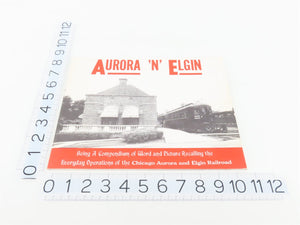 AURORA 'N' ELGIN
Being A Compendium of Word and Picture Recalling the
Everyday Operations of the Chicago Aurora and Elgin Railroad
0 1 2 3 4 5 6 7 8 9 10 11 12
0 1 2 3 4 5 6 7 8 9 10 11 12